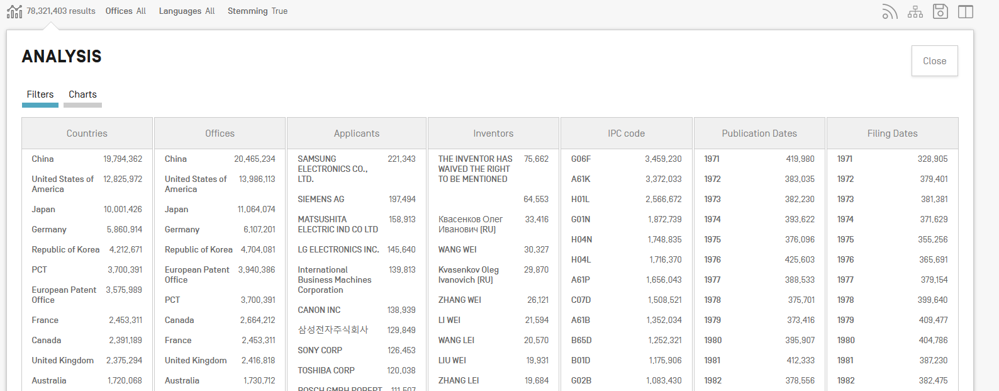 78,321,403 results Offices All Languages All Stemming True
ANALYSIS
Close
Filters Charts
Countries
China 19,794,362
United States of 12,825,972
America
Japan 10,001,426
Germany 5,860,914
Republic of Korea 4,212,671
PCT 3,700,391
European Patent 3,575,989
Office
France 2,453,311
Canada 2,391,189
United Kingdom 2,375,294
Australia 1,720,068
Offices
China 20,465,234
United States of 13,986,113
America
Japan 11,064,074
Germany 6,107,201
Republic of Korea 4,704,081
European Patent 3,940,386
Office
PCT 3,700,391
Canada 2,664,212
France 2,453,311
United Kingdom 2,416,818
Australia 1,730,712
Applicants
SAMSUNG 221,343
ELECTRONICS CO.,
LTD.
SIEMENS AG 197,494
MATSUSHITA 158,913
ELECTRIC IND CO LTD
LG ELECTRONICS INC. 145,640
International 139,813
Business Machines
Corporation
CANON INC 138,939
삼성전자주식회사 129,849
SONY CORP 126,453
TOSHIBA CORP 120,038
BOSCH GMBH ROBERT 111,507
Inventors
THE INVENTOR HAS 75,662
WAIVED THE RIGHT
TO BE MENTIONED
64,553
Квасенков Олег 33,416
Иванович (RU)
WANG WEI 30,327
Kvasenkov Oleg 29,870
Ivanovich (RU)
ZHANG WEI 26,121
LI WEI 21,594
WANG LEI 20,570
LIU WEI 19,931
ZHANG LEI 19,684
IPC code
G06F 3,459,230
A61K 3,372,033
H01L 2,566,672
G01N 1,872,739
H04N 1,748,835
H04L 1,716,370
A61P 1,656,043
C07D 1,508,521
A61B 1,352,034
B65D 1,252,321
B01D 1,175,906
G02B 1,083,430
Publication Dates
1971 419,980
1972 383,035
1973 382,230
1974 393,622
1975 376,096
1976 425,603
1977 388,533
1978 375,701
1979 373,416
1980 395,907
1981 412,333
1982 378,556
Filing Dates
1971 328,905
1972 379,401
1973 381,381
1974 371,629
1975 355,256
1976 365,691
1977 379,154
1978 399,640
1979 409,477
1980 404,786
1981 387,230
1982 382,475